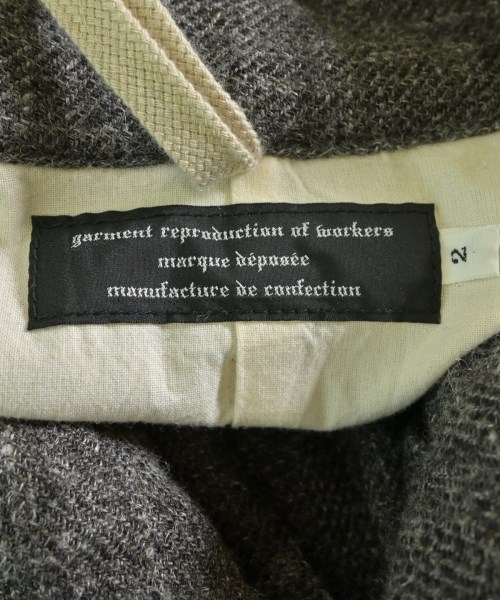 garment reproduction of workers
marque déposée
manufacture de confection
2